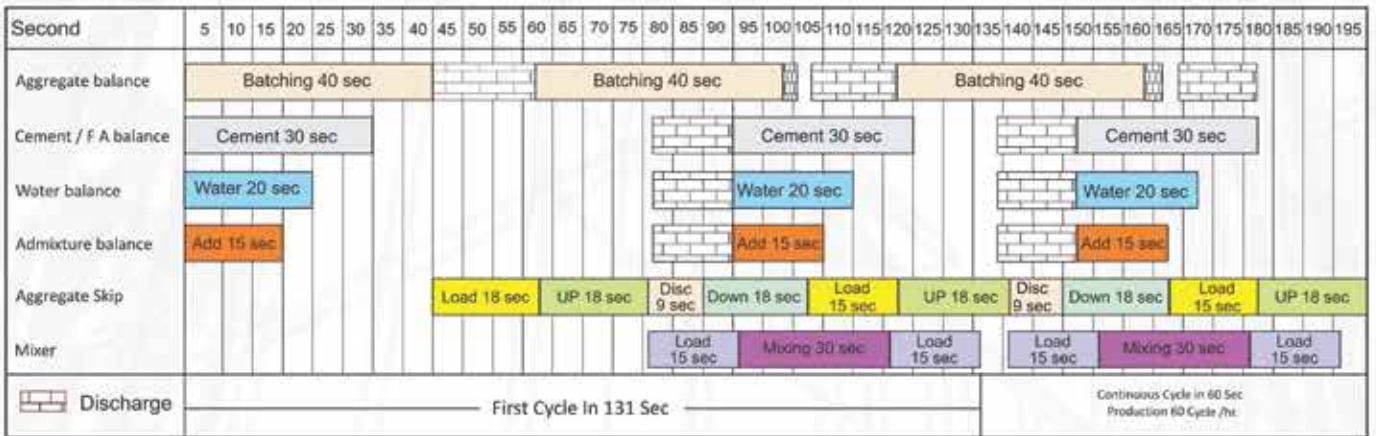 Second 5 10 15 20 25 30 35 40 45 50 55 60 65 70 75 80 85 90 95 100 105 110 115 120 125 130 135 140 145 150 155 160 165 170 175 180 185 190 195
Aggregate balance Batching 40 sec Batching 40 sec Batching 40 sec
Cement / F A balance Cement 30 sec Cement 30 sec Cement 30 sec
Water balance Water 20 sec Water 20 sec Water 20 sec
Admixture balance Add 15 sec Add 15 sec Add 15 sec
Aggregate Skip Load 18 sec UP 18 sec Disc 9 sec Down 18 sec Load 15 sec UP 18 sec Disc 9 sec Down 18 sec Load 15 sec UP 18 sec
Mixer Load 15 sec Mixing 30 sec Load 15 sec Load 15 sec Mixing 30 sec Load 15 sec
Discharge First Cycle In 131 Sec
Continuous Cycle in 60 Sec
Production 60 Cycle /hr.